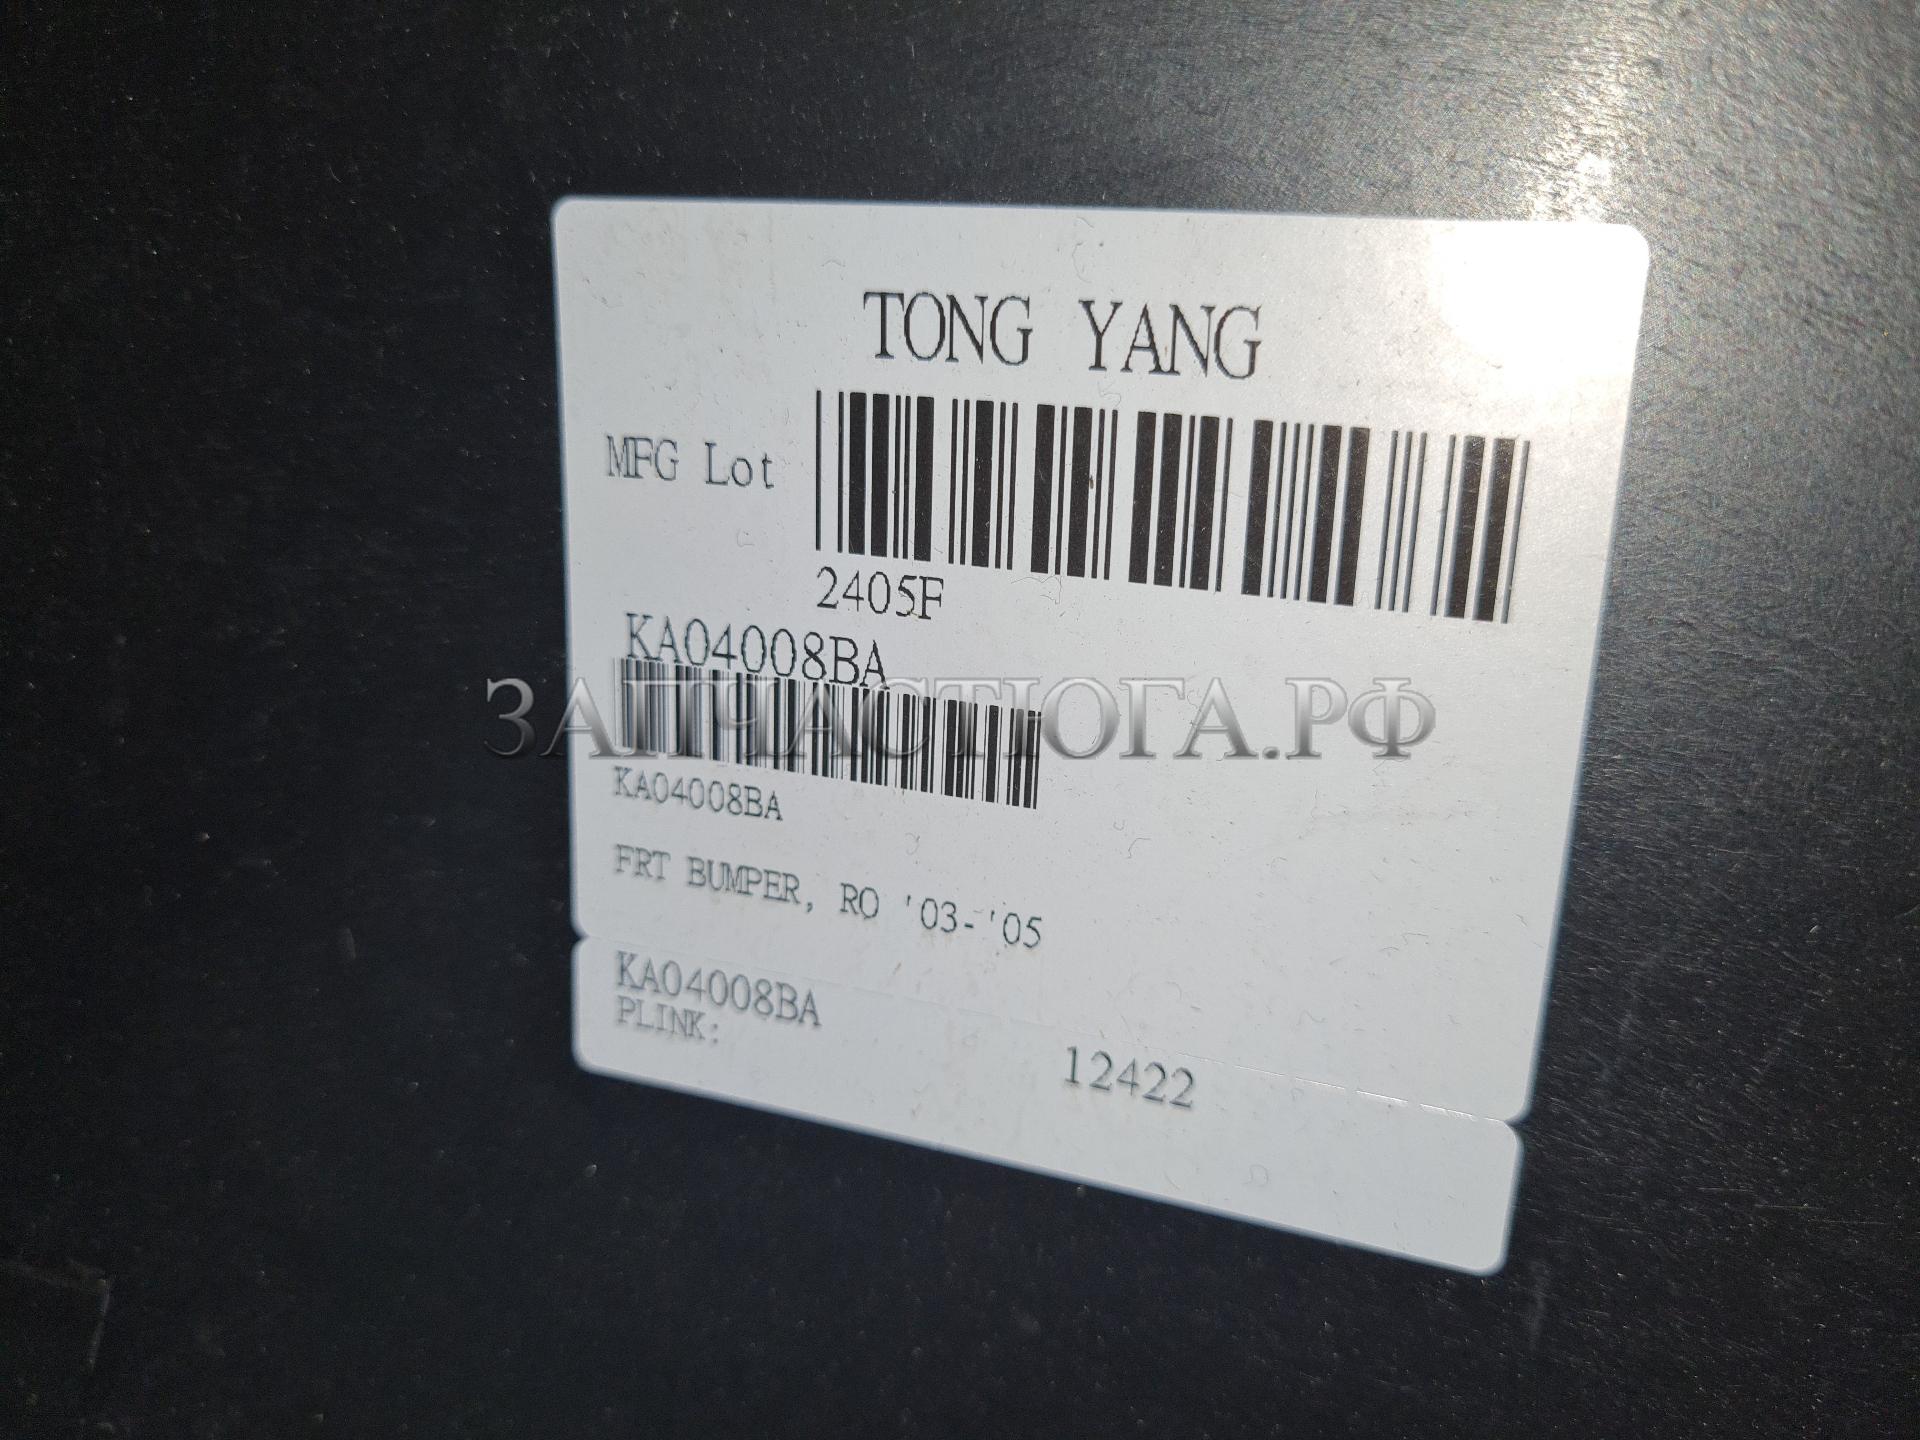 TONG YANG
MFG Lot
2405F
KA04008BA
ЗАПЧАСТЮГА.РФ
KA04008BA
FRT BUMPER, RO '03-'05
KA04008BA
PLINK:
12422